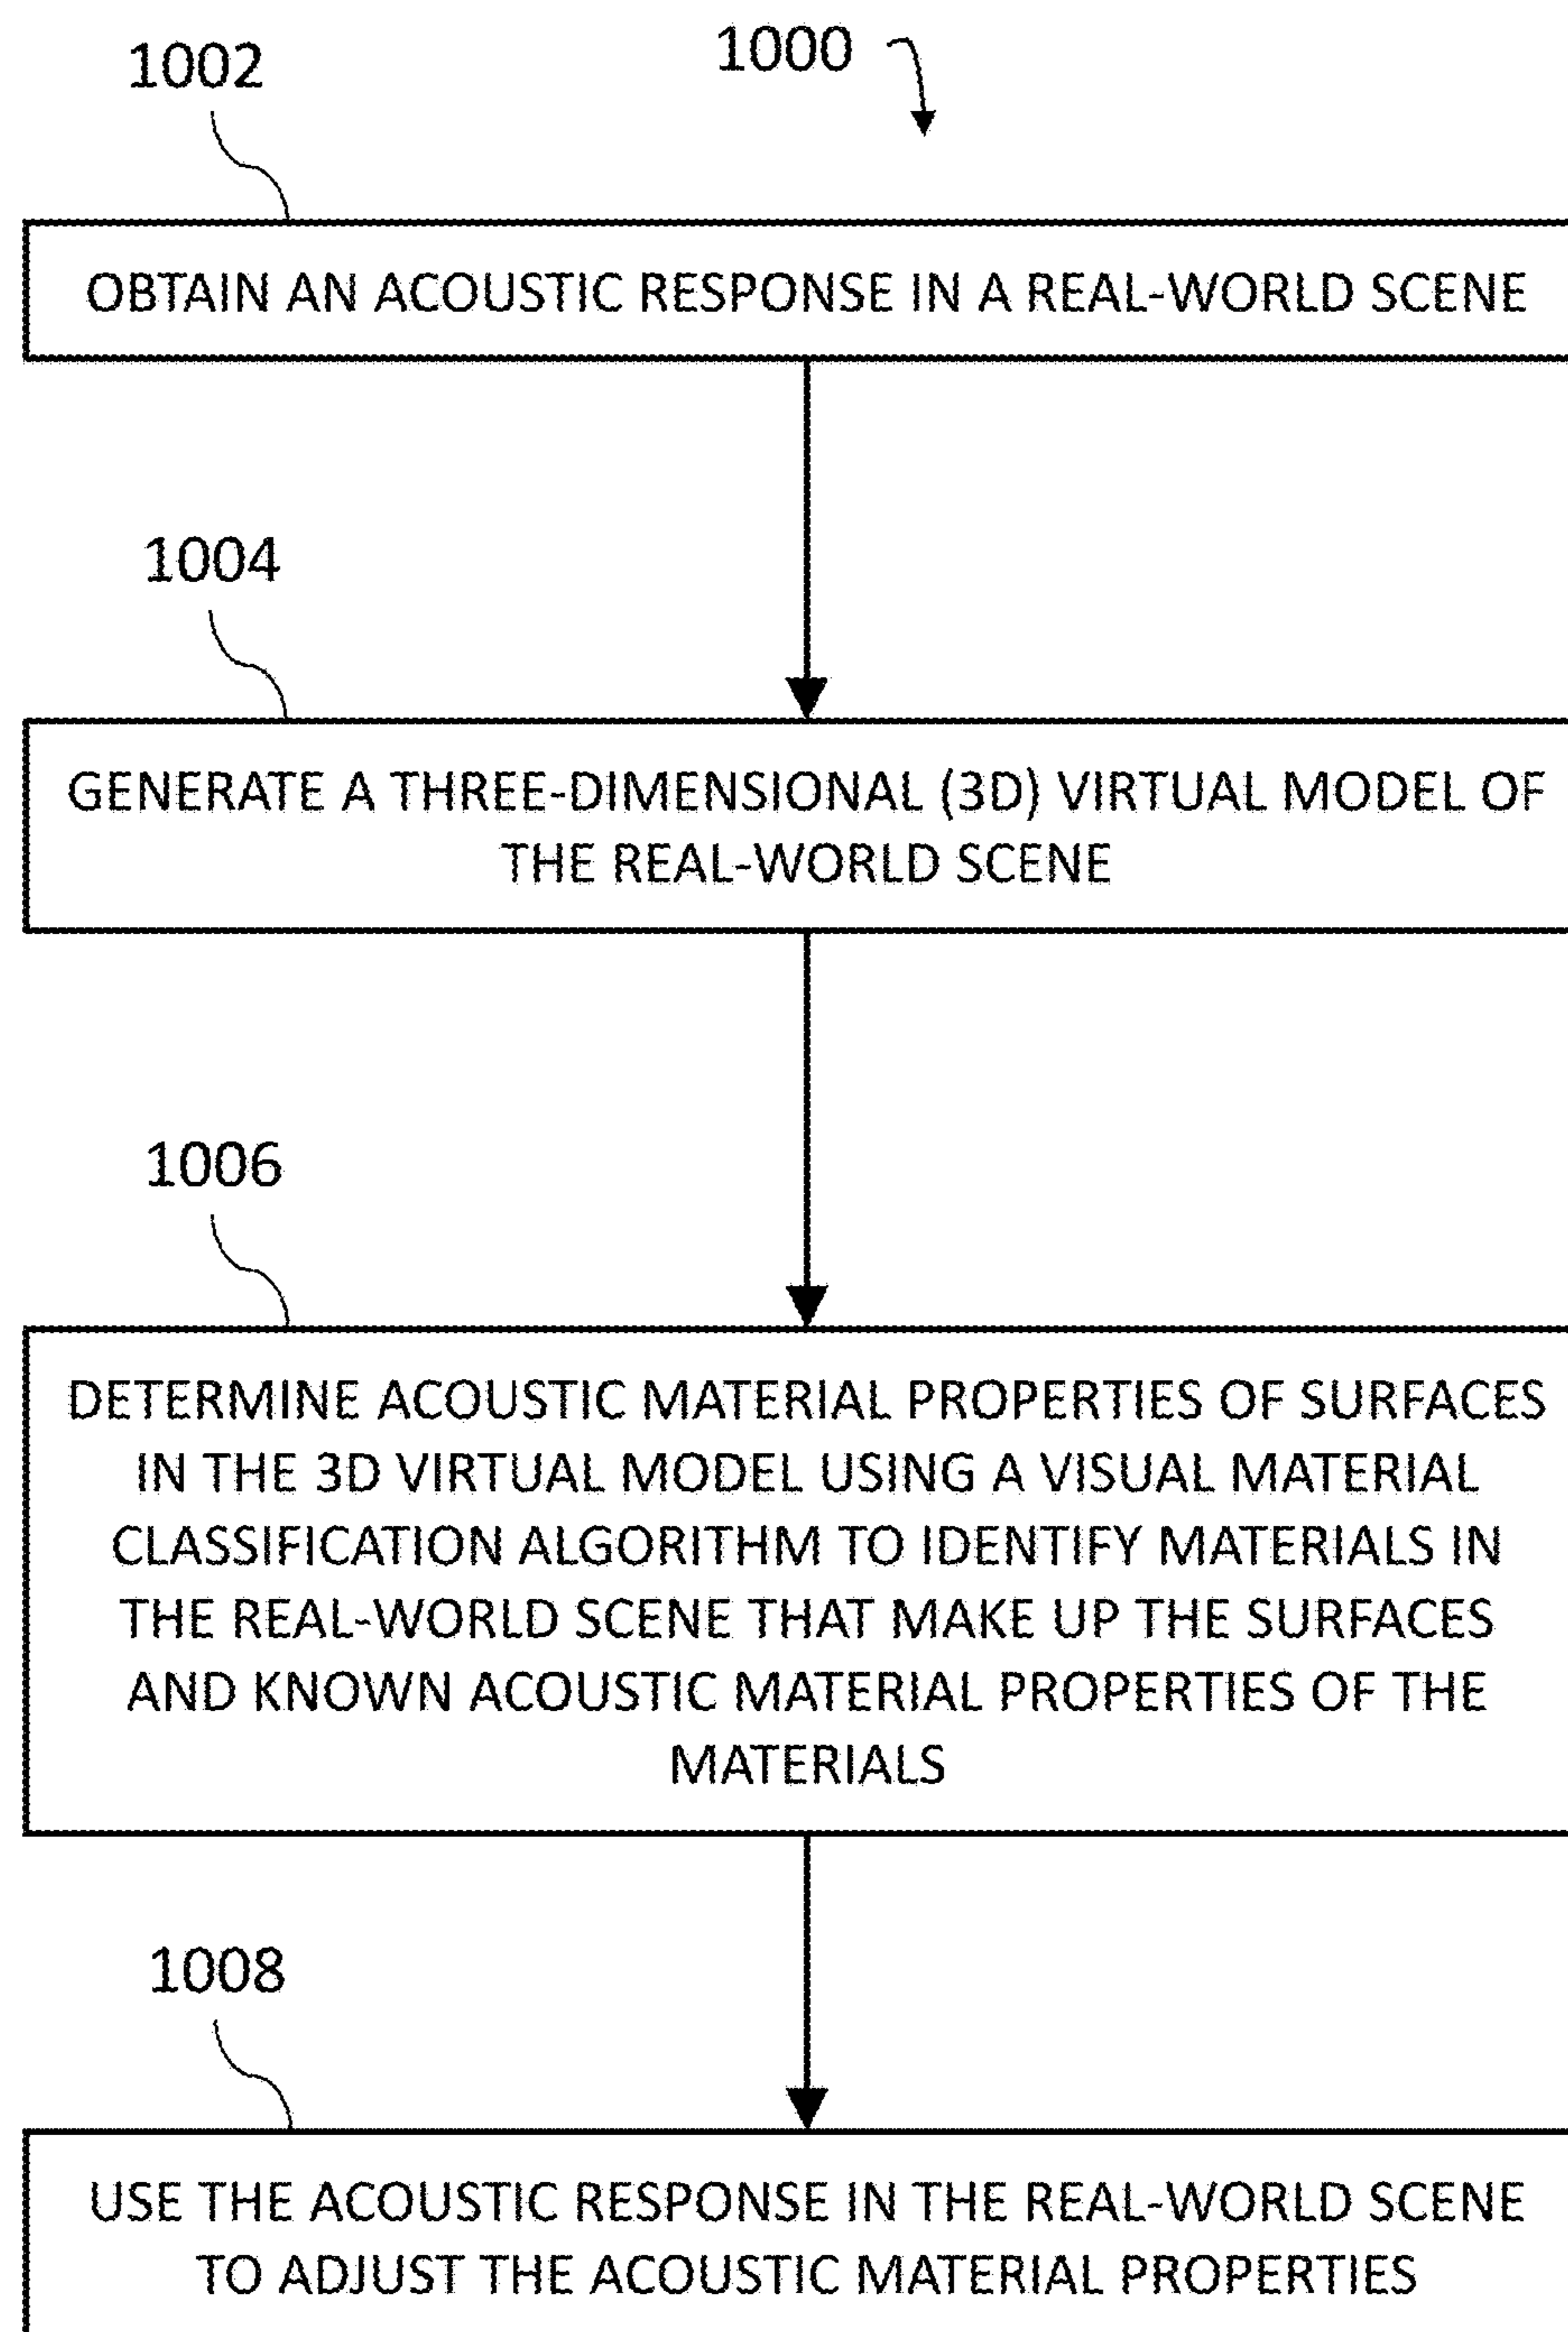 1000
1002
OBTAIN AN ACOUSTIC RESPONSE IN A REAL-WORLD SCENE
1004
GENERATE A THREE-DIMENSIONAL (3D) VIRTUAL MODEL OF
THE REAL-WORLD SCENE
1006
DETERMINE ACOUSTIC MATERIAL PROPERTIES OF SURFACES
IN THE 3D VIRTUAL MODEL USING A VISUAL MATERIAL
CLASSIFICATION ALGORITHM TO IDENTIFY MATERIALS IN
THE REAL-WORLD SCENE THAT MAKE UP THE SURFACES
AND KNOWN ACOUSTIC MATERIAL PROPERTIES OF THE
MATERIALS
1008
USE THE ACOUSTIC RESPONSE IN THE REAL-WORLD SCENE
TO ADJUST THE ACOUSTIC MATERIAL PROPERTIES